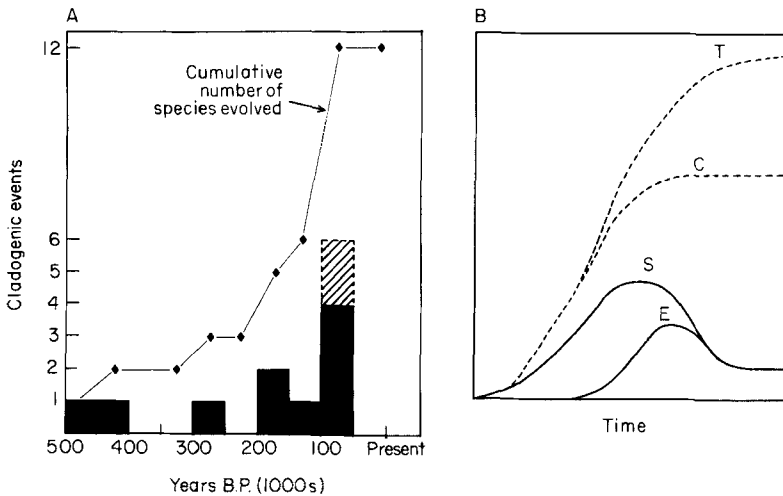 A
12
Cumulative
number of
species evolved
6
5
4
3
2
1
Cladogenic events
500
400
300
200
100
Present
Years B.P. (1000s)
B
T
C
S
E
Time